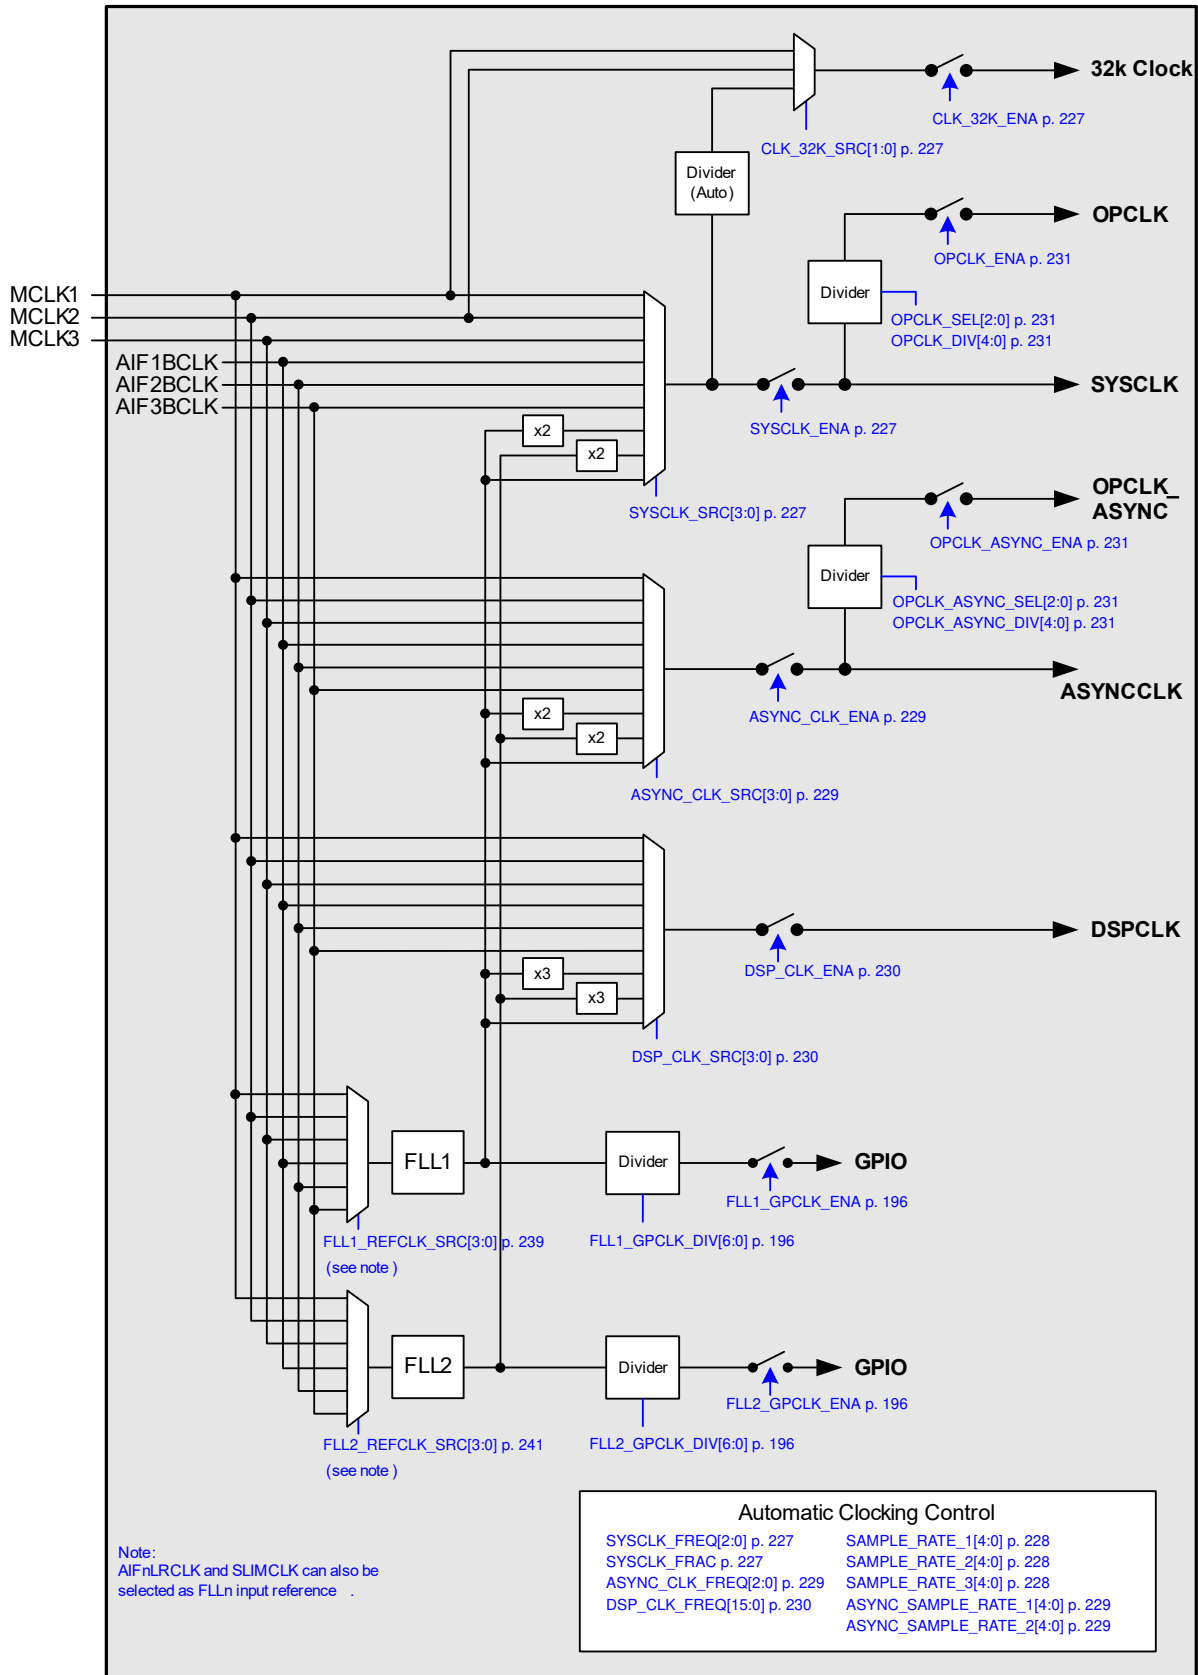 32k Clock
CLK_32K_ENA p. 227
CLK_32K_SRC[1:0] p. 227
Divider
(Auto)
OPCLK
OPCLK_ENA p. 231
Divider
OPCLK_SEL[2:0] p. 231
OPCLK_DIV[4:0] p. 231
MCLK1
MCLK2
MCLK3
AIF1BCLK
AIF2BCLK
AIF3BCLK
SYSCLK
SYSCLK_ENA p. 227
x2
x2
SYSCLK_SRC[3:0] p. 227
OPCLK_
ASYNC
OPCLK_ASYNC_ENA p. 231
Divider
OPCLK_ASYNC_SEL[2:0] p. 231
OPCLK_ASYNC_DIV[4:0] p. 231
ASYNCCLK
ASYNC_CLK_ENA p. 229
x2
x2
ASYNC_CLK_SRC[3:0] p. 229
DSPCLK
DSP_CLK_ENA p. 230
x3
x3
DSP_CLK_SRC[3:0] p. 230
FLL1
Divider
GPIO
FLL1_GPCLK_ENA p. 196
FLL1_REFCLK_SRC[3:0] p. 239
(see note )
FLL1_GPCLK_DIV[6:0] p. 196
FLL2
Divider
GPIO
FLL2_GPCLK_ENA p. 196
FLL2_REFCLK_SRC[3:0] p. 241
(see note )
FLL2_GPCLK_DIV[6:0] p. 196
Note:
AIFnLRCLK and SLIMCLK can also be
selected as FLLn input reference .
Automatic Clocking Control
SYSCLK_FREQ[2:0] p. 227
SYSCLK_FRAC p. 227
ASYNC_CLK_FREQ[2:0] p. 229
DSP_CLK_FREQ[15:0] p. 230
SAMPLE_RATE_1[4:0] p. 228
SAMPLE_RATE_2[4:0] p. 228
SAMPLE_RATE_3[4:0] p. 228
ASYNC_SAMPLE_RATE_1[4:0] p. 229
ASYNC_SAMPLE_RATE_2[4:0] p. 229